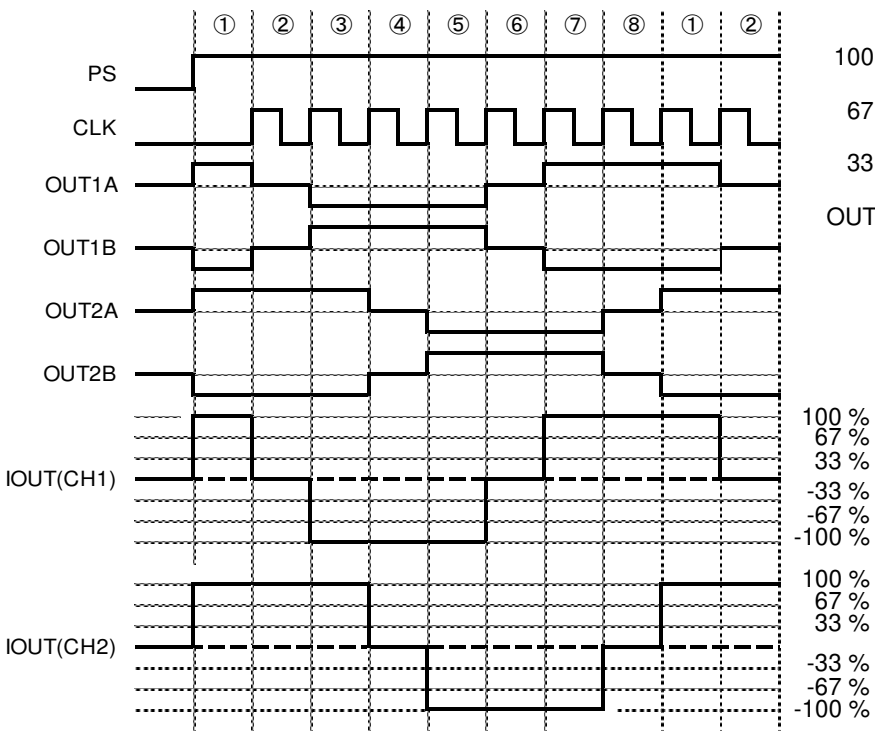 ① ② ③ ④ ⑤ ⑥ ⑦ ⑧ ① ②
PS
100
CLK
67
OUT1A
33
OUT
OUT1B
OUT2A
OUT2B
IOUT(CH1)
100 %
67 %
33 %
-33 %
-67 %
-100 %
IOUT(CH2)
100 %
67 %
33 %
-33 %
-67 %
-100 %